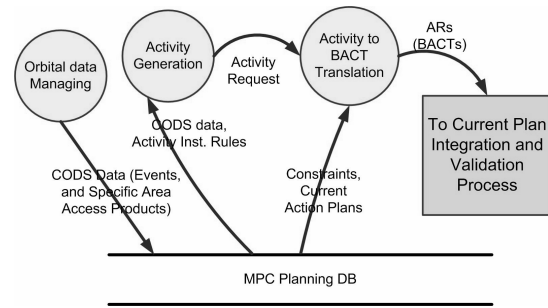 Orbital data
Managing
Activity
Generation
Activity
Request
Activity to
BACT
Translation
ARs
(BACTs)
To Current Plan
Integration and
Validation
Process
CODS data,
Activity Inst. Rules
CODS Data (Events,
and Specific Area
Access Products)
Constraints,
Current
Action Plans
MPC Planning DB